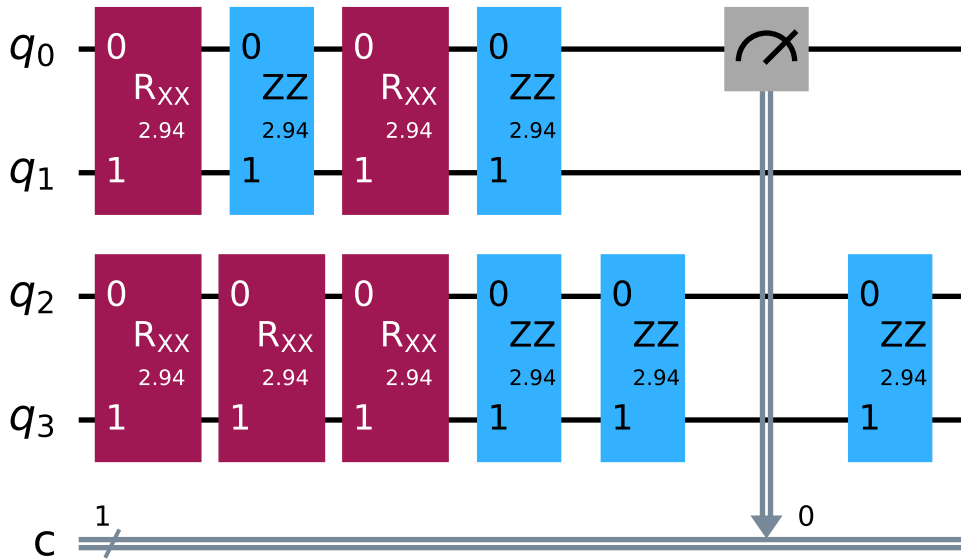 q0 0 0 0 0
RXX ZZ RXX ZZ
2.94 2.94 2.94 2.94
q1 1 1 1 1
q2 0 0 0 0 0 0
RXX RXX RXX ZZ ZZ ZZ
2.94 2.94 2.94 2.94 2.94 2.94
q3 1 1 1 1 1 1
1 0
c